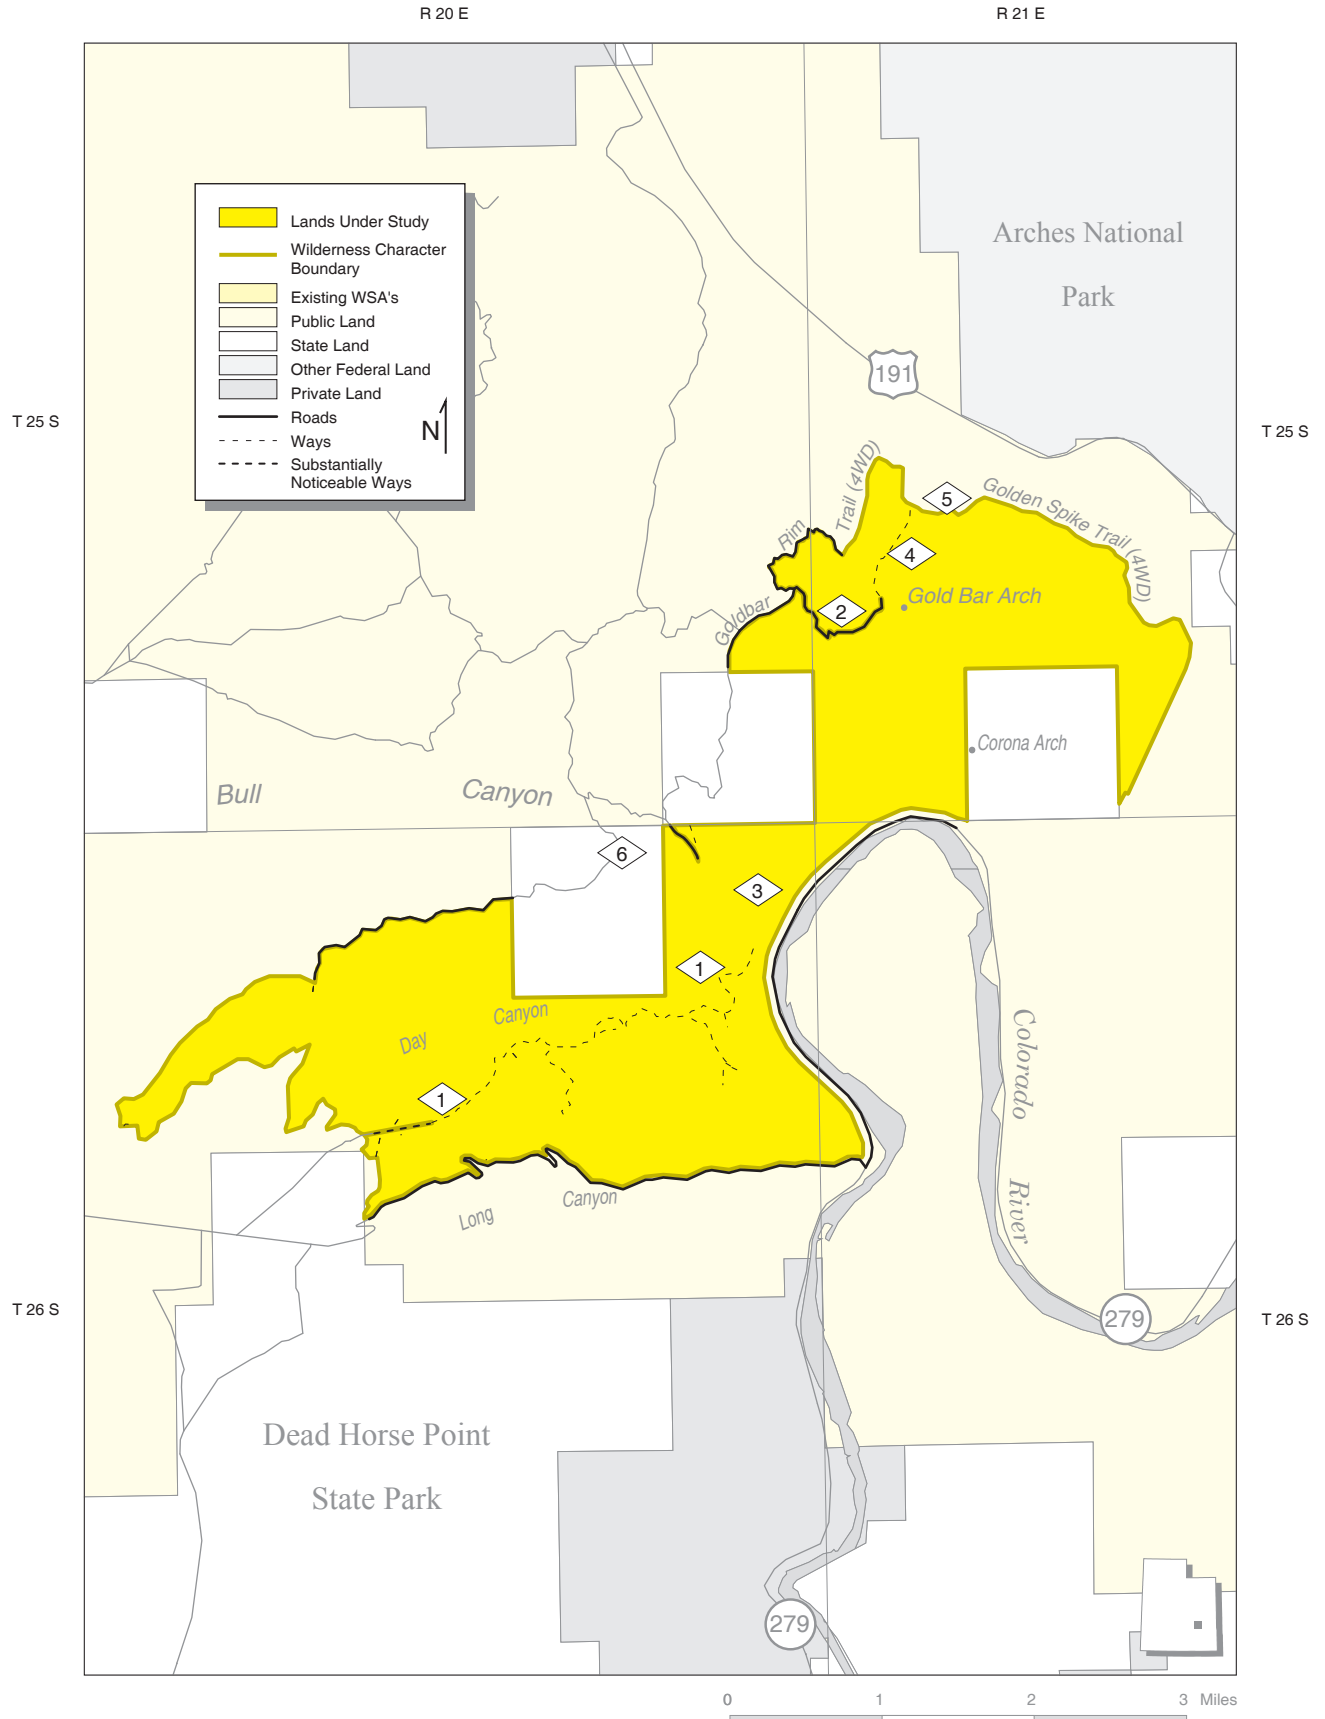 R 20 E
R 21 E
Arches National
Park
Lands Under Study
Wilderness Character
Boundary
Existing WSA's
Public Land
State Land
Other Federal Land
Private Land
Roads
Ways
Substantially
Noticeable Ways
N
191
T 25 S
T 25 S
Goldbar Rim Trail (4WD)
5
Golden Spike Trail (4WD)
4
2
Gold Bar Arch
Corona Arch
Bull Canyon
6
3
1
Day Canyon
1
Long Canyon
Colorado River
T 26 S
T 26 S
279
Dead Horse Point
State Park
279
0 1 2 3 Miles